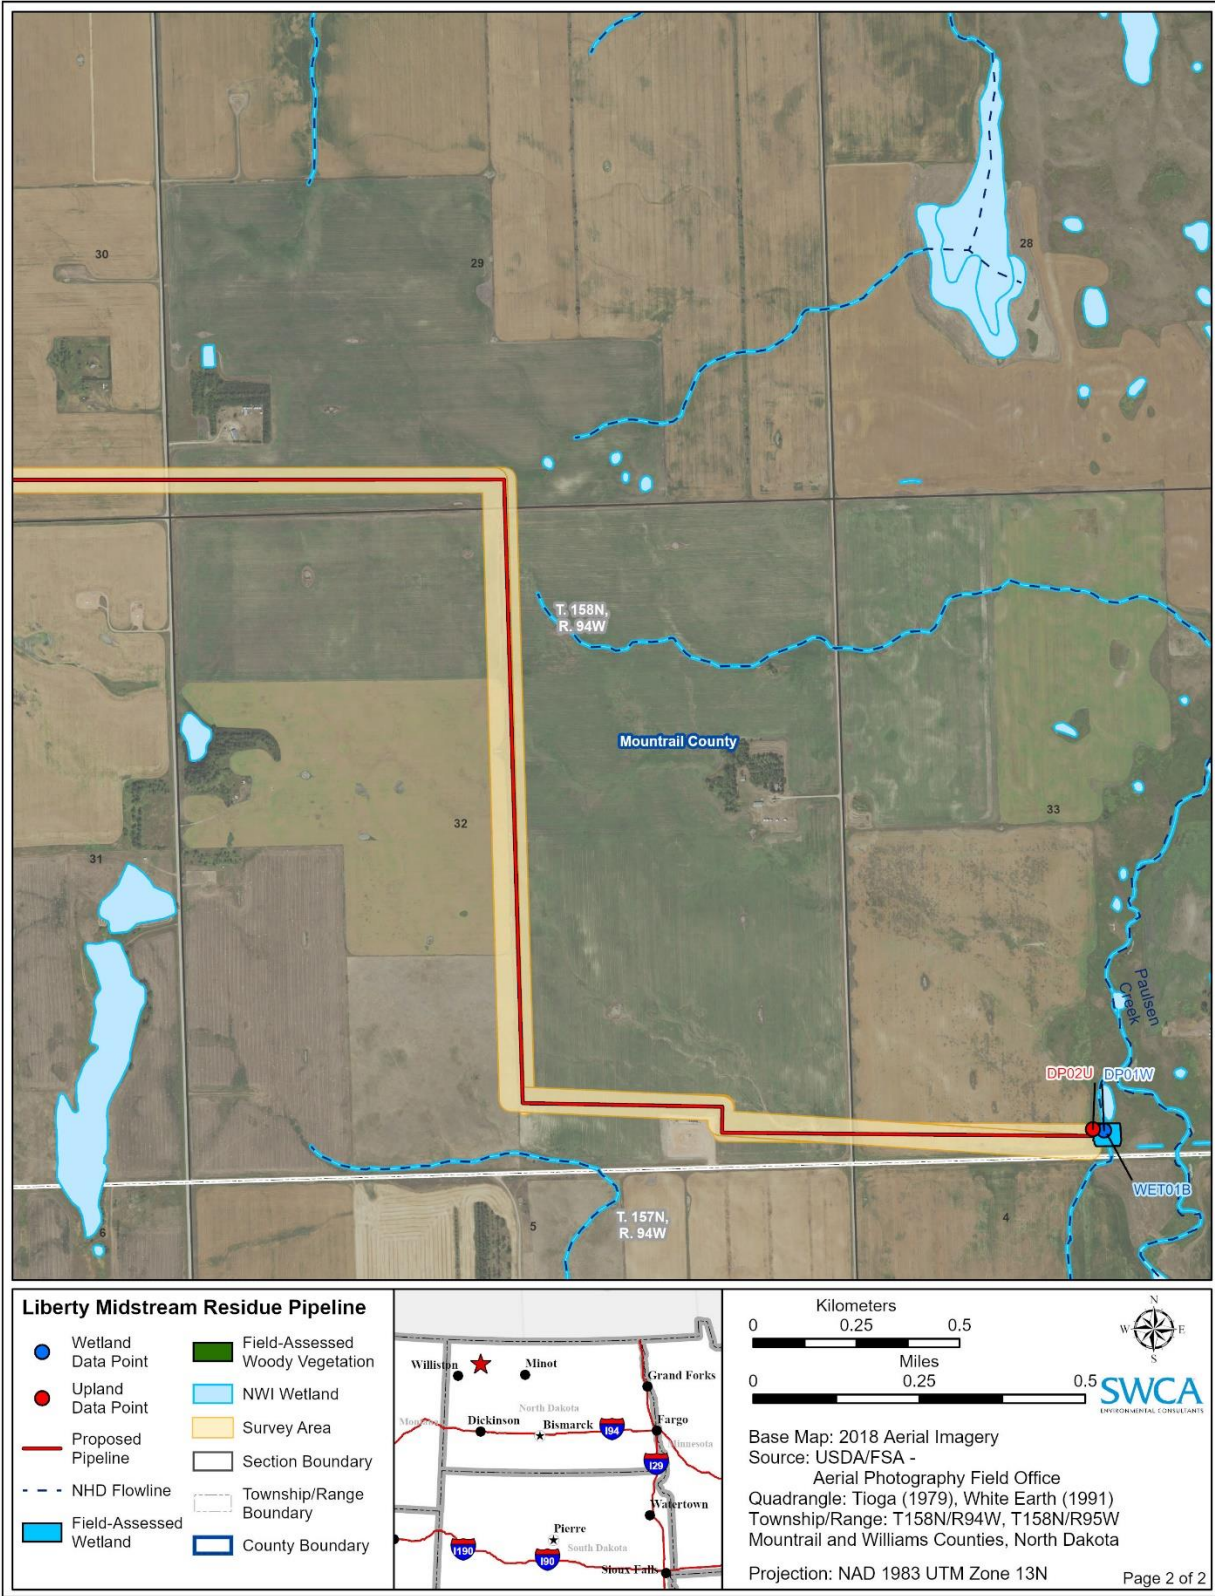 28
30
29
T. 158N,
R. 94W
Mountrail County
33
32
31
Paulsen
Creek
DP02U
DP01W
WET01B
T. 157N,
R. 94W
5
4
6
Liberty Midstream Residue Pipeline
Wetland
Data Point
Upland
Data Point
Proposed
Pipeline
NHD Flowline
Field-Assessed
Wetland
Field-Assessed
Woody Vegetation
NWI Wetland
Survey Area
Section Boundary
Township/Range
Boundary
County Boundary
Williston
Minot
Grand Forks
North Dakota
Dickinson
Bismarck
I94
Fargo
Minnesota
I29
Watertown
Pierre
South Dakota
I190
I90
Sioux Falls
Kilometers
0 0.25 0.5
Miles
0 0.25 0.5
N
W E
S
SWCA
ENVIRONMENTAL CONSULTANTS
Base Map: 2018 Aerial Imagery
Source: USDA/FSA -
Aerial Photography Field Office
Quadrangle: Tioga (1979), White Earth (1991)
Township/Range: T158N/R94W, T158N/R95W
Mountrail and Williams Counties, North Dakota
Projection: NAD 1983 UTM Zone 13N
Page 2 of 2